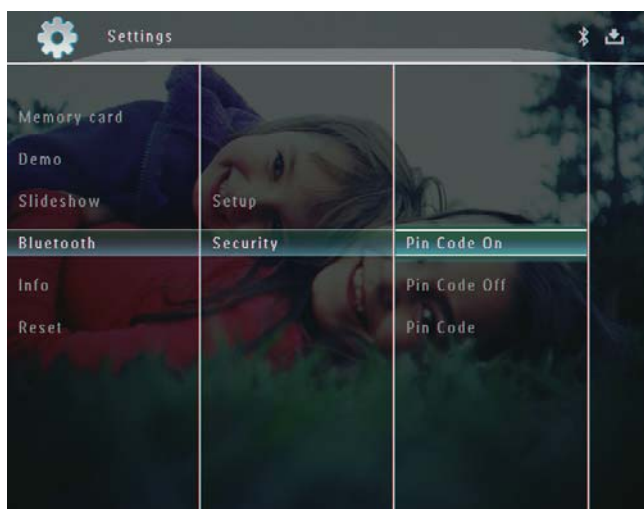 Settings
Memory card
Demo
Slideshow
Setup
Bluetooth
Security
Pin Code On
Info
Pin Code Off
Reset
Pin Code